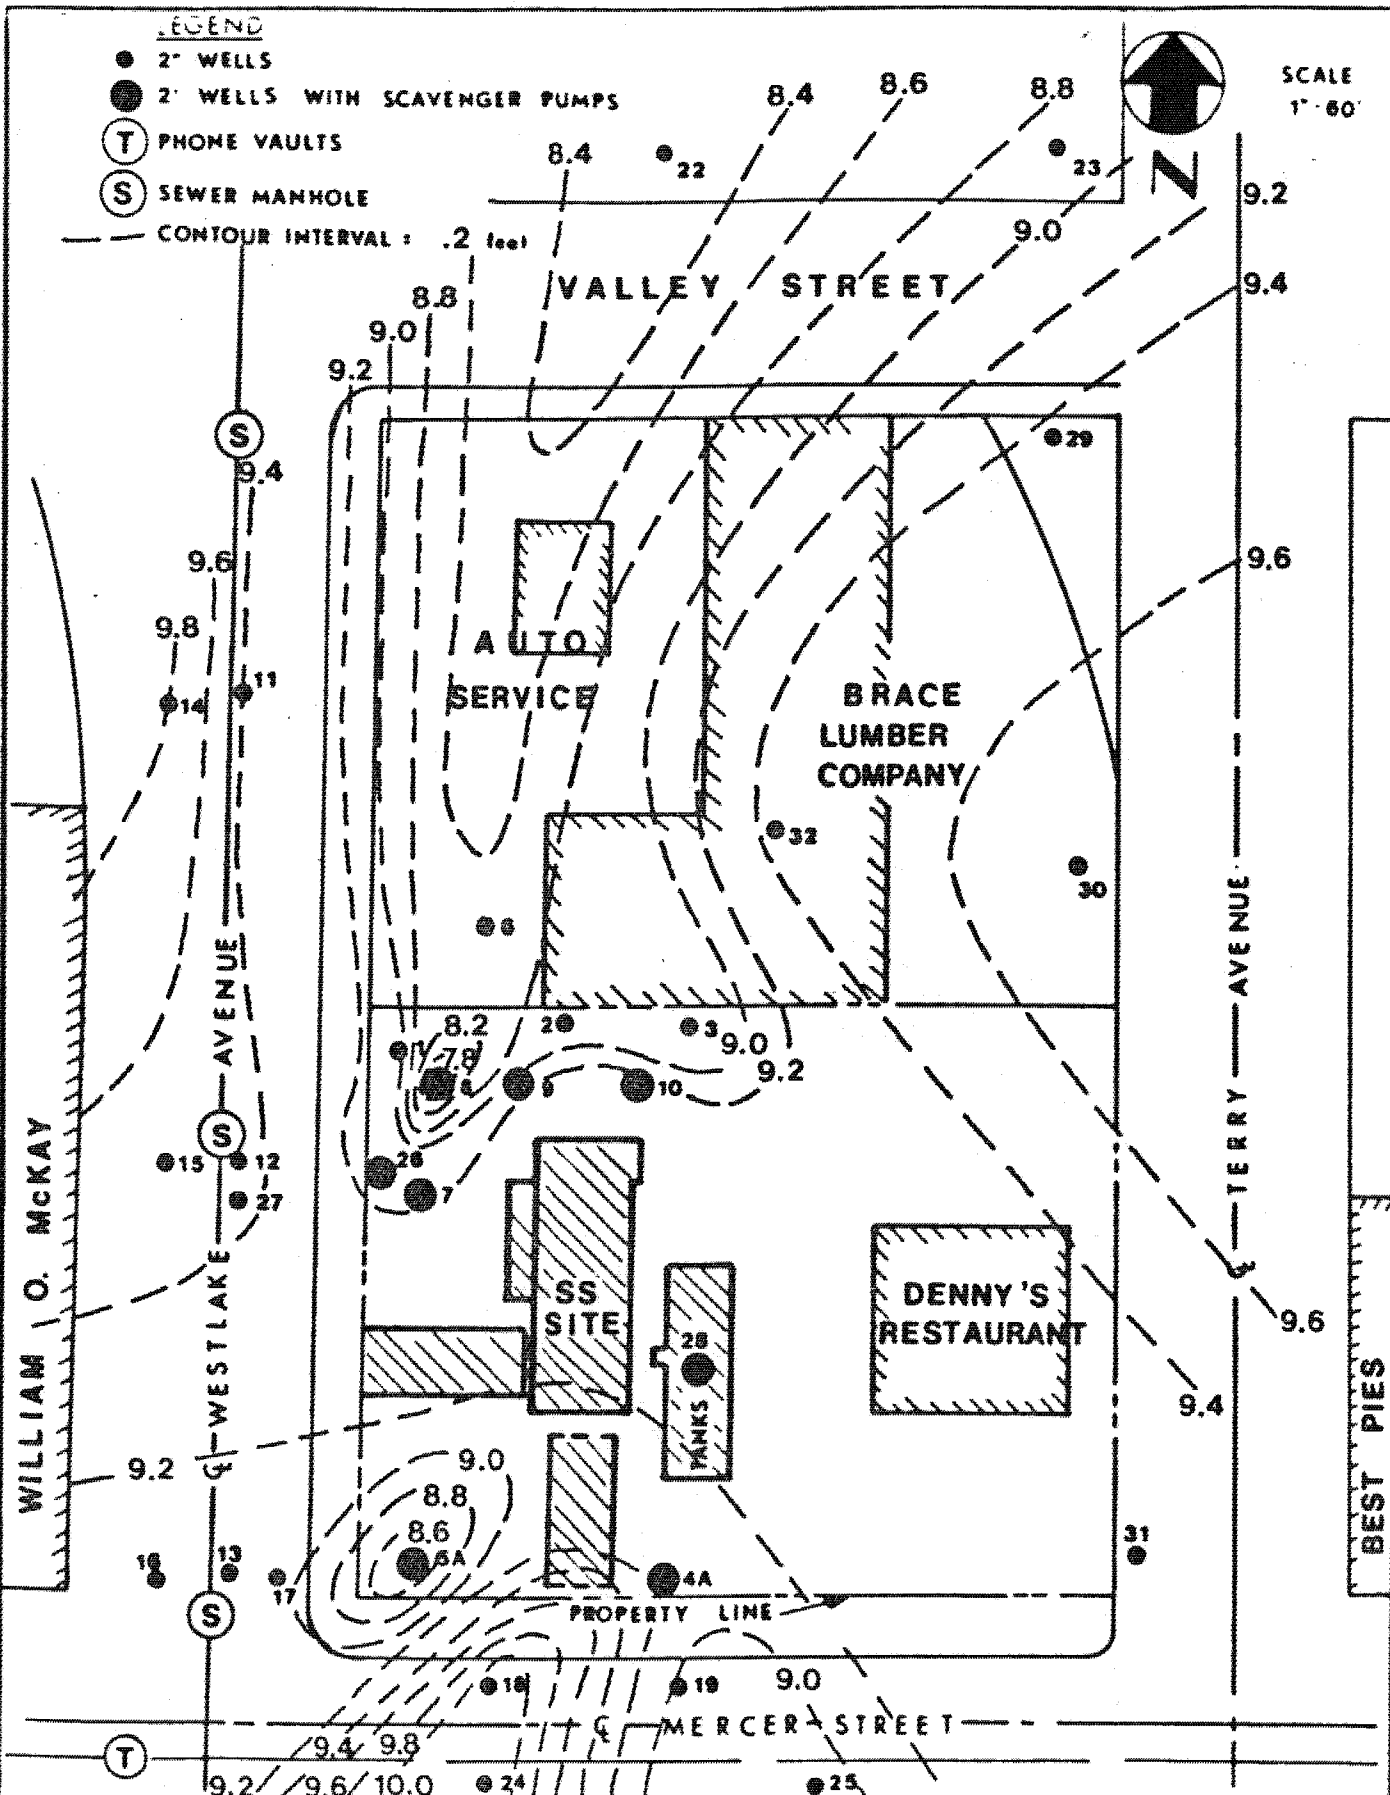 LEGEND
2" WELLS
2' WELLS WITH SCAVENGER PUMPS
T PHONE VAULTS
S SEWER MANHOLE
CONTOUR INTERVAL : .2 feet
SCALE
1"-60'
N
8.4
8.6
8.8
8.4
22
23
9.2
9.0
VALLEY STREET
9.4
8.8
9.0
9.2
S
29
9.4
9.6
9.6
9.8
AUTO
SERVICE
11
14
BRACE
LUMBER
COMPANY
32
30
6
TERRY AVENUE
WESTLAKE AVENUE
8.2
2
3
9.0
1
7.8
9.2
8
9
10
S
15
12
26
27
7
WILLIAM O. McKAY
SS
SITE
DENNY'S
RESTAURANT
28
TANKS
9.6
9.4
BEST PIES
9.2
9.0
8.8
8.6
5A
31
16
13
17
4A
S
PROPERTY LINE
18
19
9.0
MERCER STREET
T
9.4
9.8
9.2
9.6
10.0
24
25